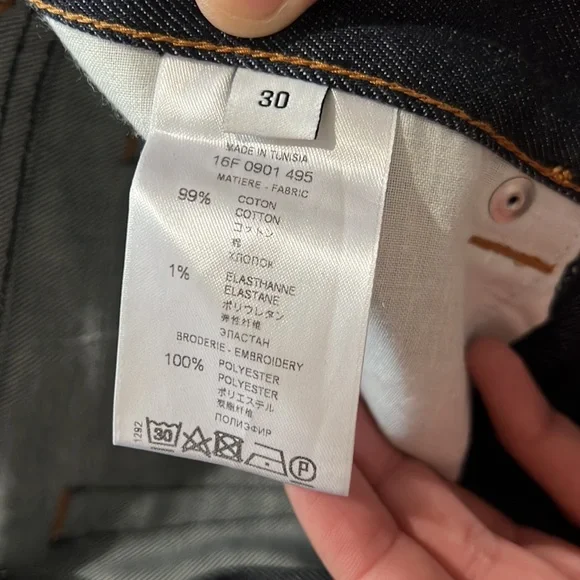 30
MADE IN TUNISIA
16F 0901 495
MATIERE - FABRIC
99% COTON
COTTON
コットン
棉
ХЛОПОК
1% ELASTHANNE
ELASTANE
ポリウレタン
弹性纤维
ЭЛАСТАН
BRODERIE - EMBROIDERY
100% POLYESTER
POLYESTER
ポリエステル
聚酯纤维
ПОЛИЭФИР
1292
30
P